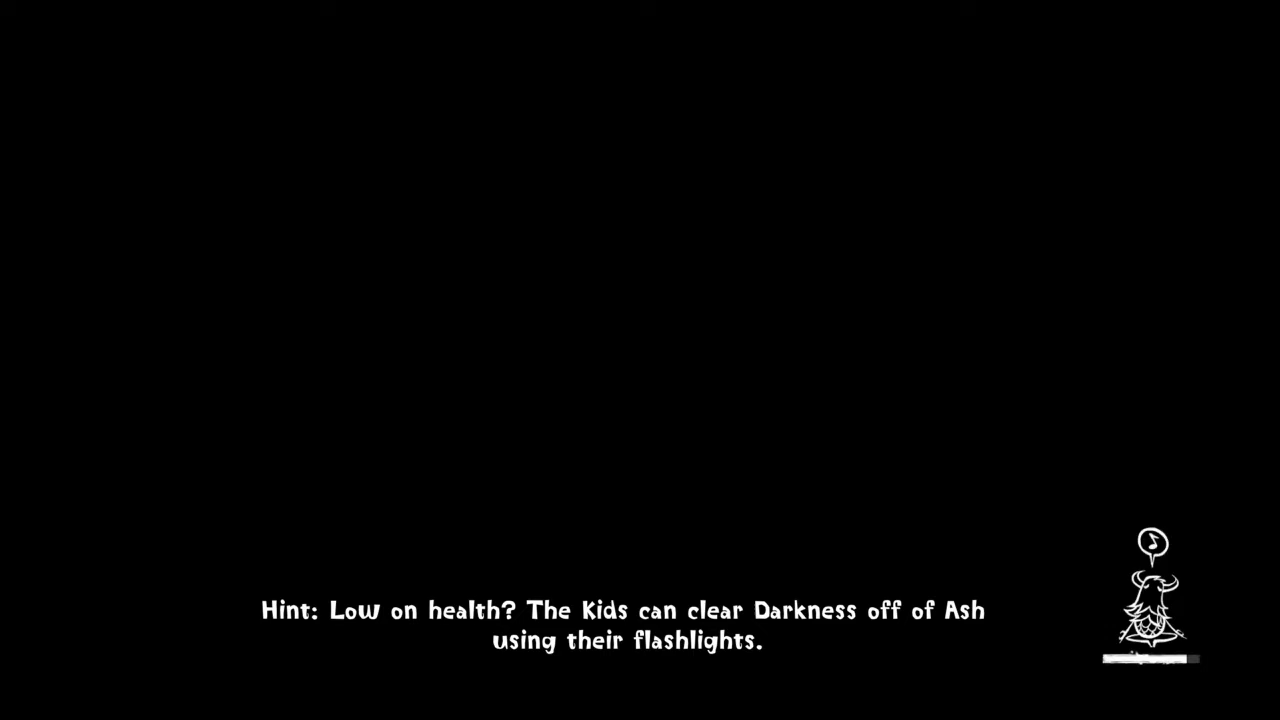 Hint: Low on health? The Kids can clear Darkness off of Ash
using their flashlights.